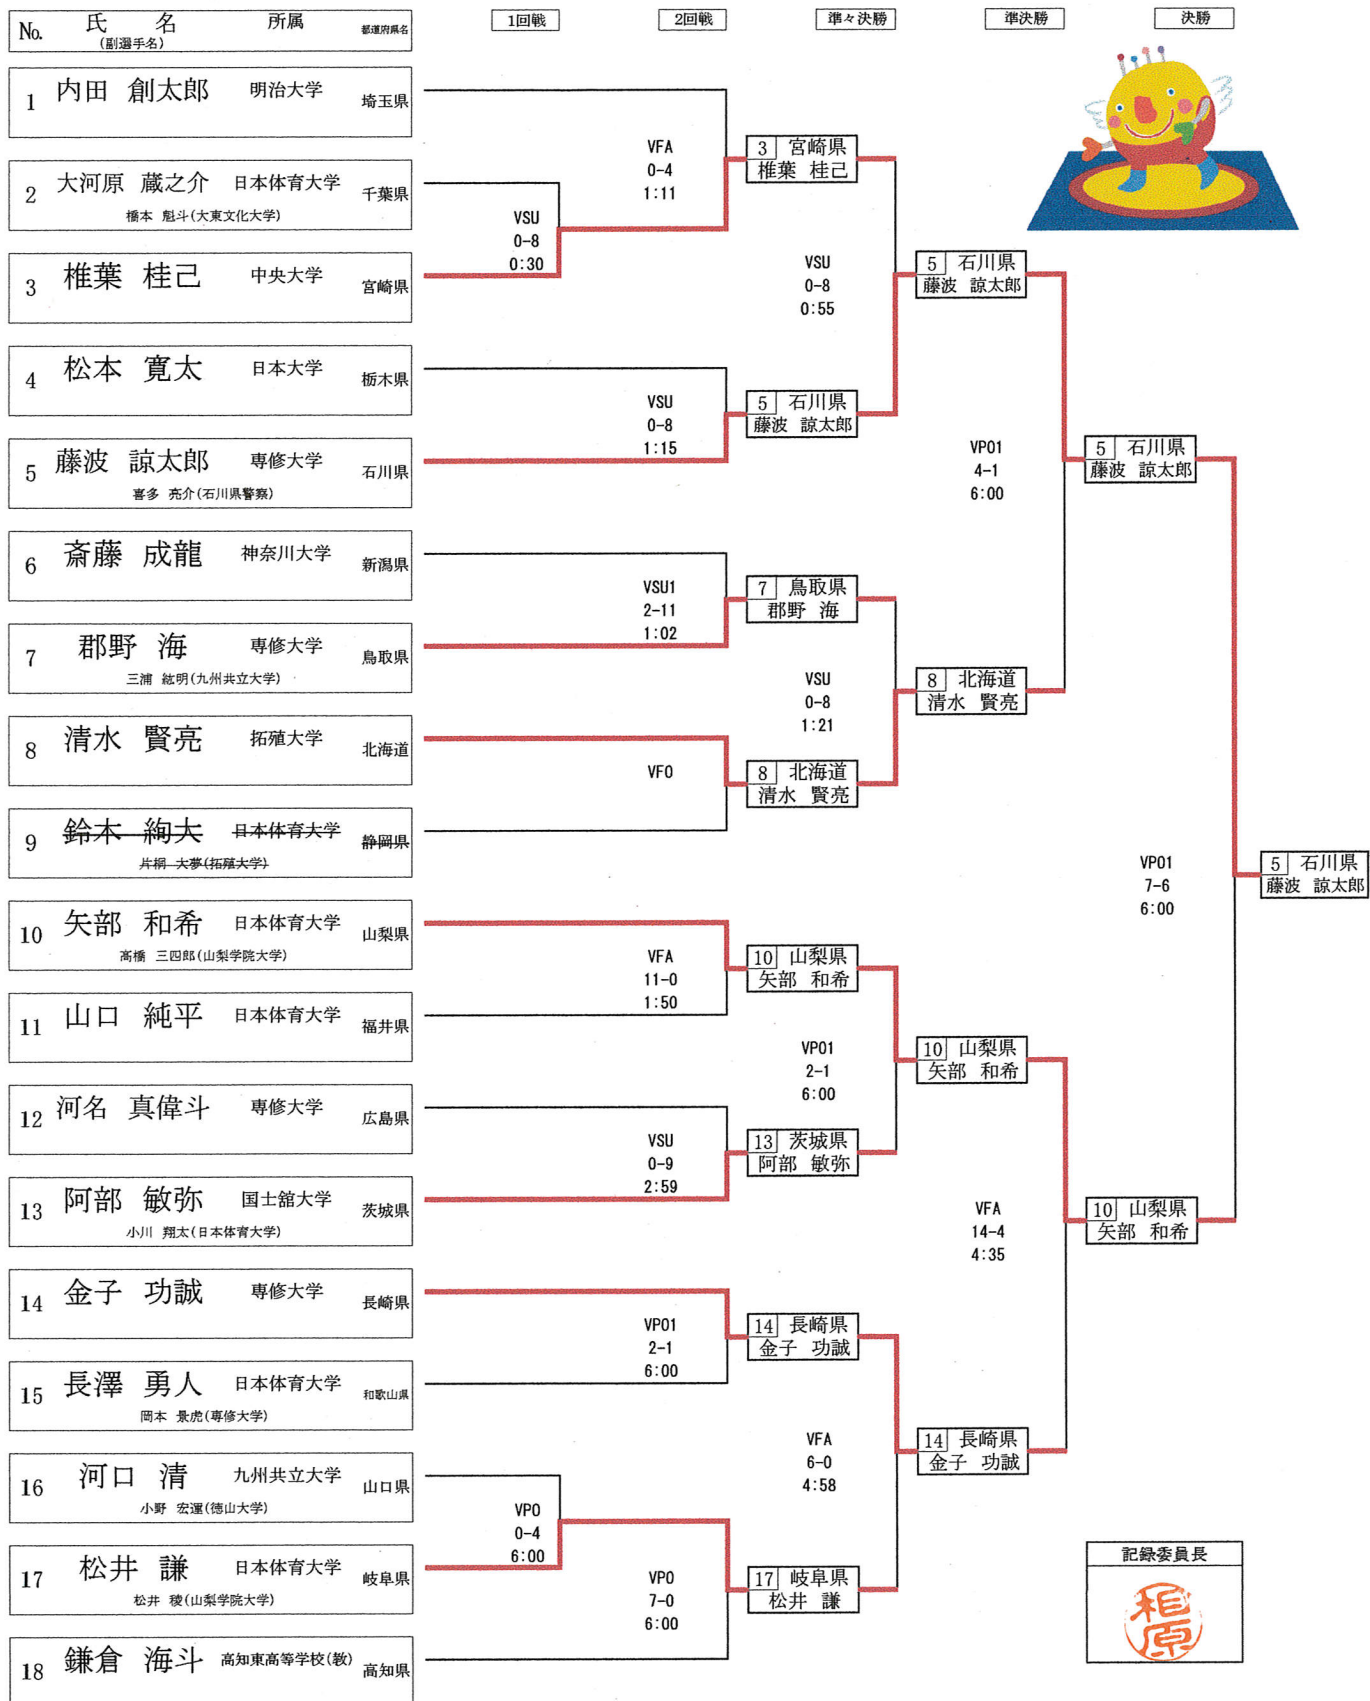 No. 氏 名 所属 都道府県名
(副選手名)
1回戦 2回戦 準々決勝 準決勝 決勝
1 内田 創太郎 明治大学 埼玉県
2 大河原 蔵之介 日本体育大学 千葉県
橋本 魁斗(大東文化大学)
3 椎葉 桂己 中央大学 宮崎県
4 松本 寛太 日本大学 栃木県
5 藤波 諒太郎 専修大学 石川県
喜多 亮介(石川県警察)
6 斎藤 成龍 神奈川大学 新潟県
7 郡野 海 専修大学 鳥取県
三浦 紘明(九州共立大学)
8 清水 賢亮 拓殖大学 北海道
9 鈴木 絢大 日本体育大学 静岡県
片桐 大夢(拓殖大学)
10 矢部 和希 日本体育大学 山梨県
高橋 三四郎(山梨学院大学)
11 山口 純平 日本体育大学 福井県
12 河名 真偉斗 専修大学 広島県
13 阿部 敏弥 国士舘大学 茨城県
小川 翔太(日本体育大学)
14 金子 功誠 専修大学 長崎県
15 長澤 勇人 日本体育大学 和歌山県
岡本 景虎(専修大学)
16 河口 清 九州共立大学 山口県
小野 宏運(徳山大学)
17 松井 謙 日本体育大学 岐阜県
松井 稜(山梨学院大学)
18 鎌倉 海斗 高知東高等学校(教) 高知県
VSU
0-8
0:30
VPO
0-4
6:00
VFA
0-4
1:11
VSU
0-8
1:15
VSU1
2-11
1:02
VFO
VFA
11-0
1:50
VSU
0-9
2:59
VPO1
2-1
6:00
VPO
7-0
6:00
3 宮崎県
椎葉 桂己
5 石川県
藤波 諒太郎
7 鳥取県
郡野 海
8 北海道
清水 賢亮
10 山梨県
矢部 和希
13 茨城県
阿部 敏弥
14 長崎県
金子 功誠
17 岐阜県
松井 謙
VSU
0-8
0:55
VSU
0-8
1:21
VPO1
2-1
6:00
VFA
6-0
4:58
5 石川県
藤波 諒太郎
8 北海道
清水 賢亮
10 山梨県
矢部 和希
14 長崎県
金子 功誠
VPO1
4-1
6:00
VFA
14-4
4:35
5 石川県
藤波 諒太郎
10 山梨県
矢部 和希
VPO1
7-6
6:00
5 石川県
藤波 諒太郎
記録委員長